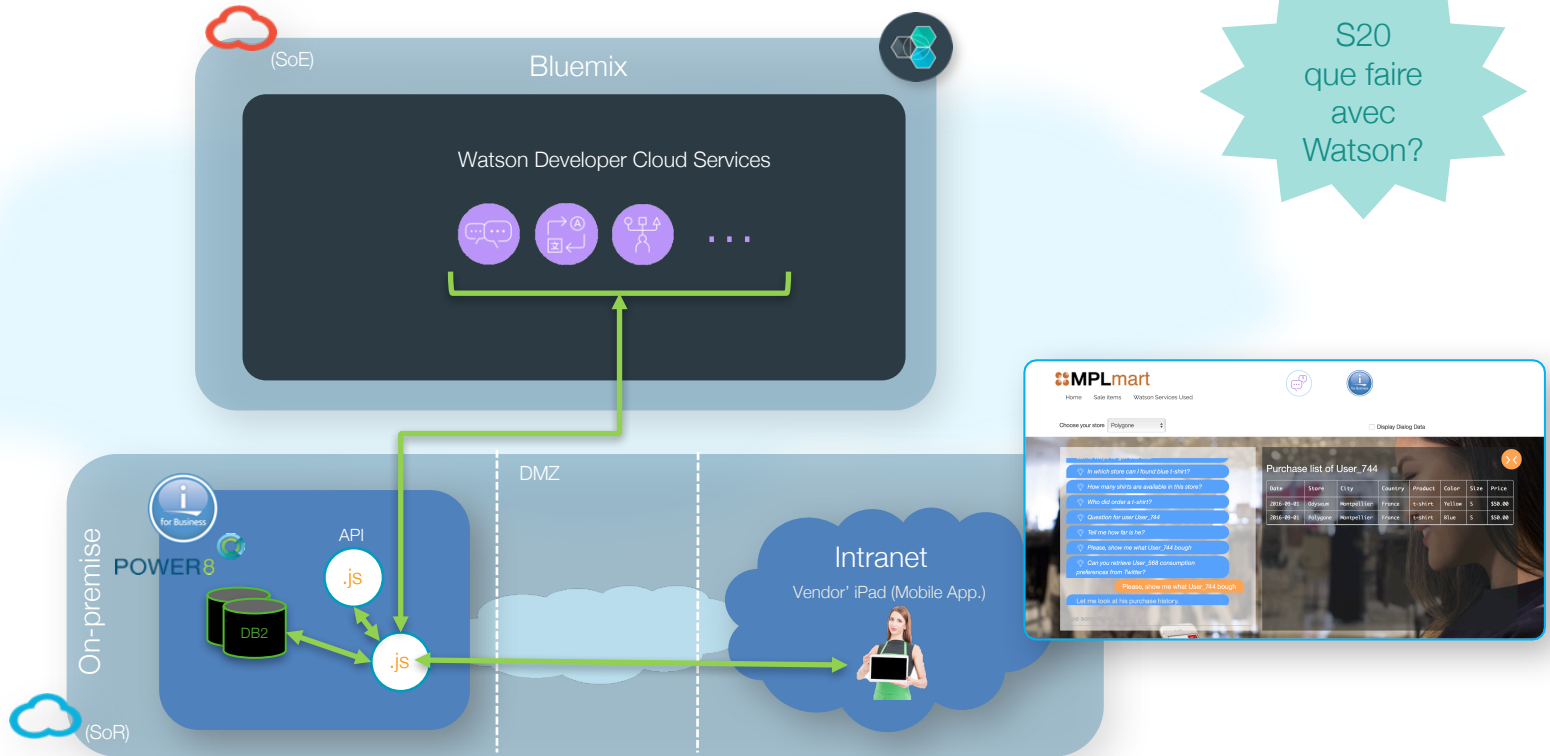 (SoE)
Bluemix
S20
que faire
avec
Watson?
Watson Developer Cloud Services
...
MPLmart
Home Sale items Watson Services Used
Choose your store Polygone
Display Dialog Data
In which store can I found blue t-shirt?
How many shirts are available in this store?
Who did order a t-shirt?
Question for user User_744
Tell me how far is he?
Please, show me what User_744 bough
Can you retrieve User_568 consumption
preferences from Twitter?
Please, show me what User_744 bough
Let me look at his purchase history.
Purchase list of User_744
Date Store City Country Product Color Size Price
2016-09-01 Odysseum Montpellier France t-shirt Yellow S $50.00
2016-09-01 Polygone Montpellier France t-shirt Blue S $50.00
On-premise
(SoR)
i
for Business
POWER8
API
.js
DB2
.js
DMZ
Intranet
Vendor' iPad (Mobile App.)